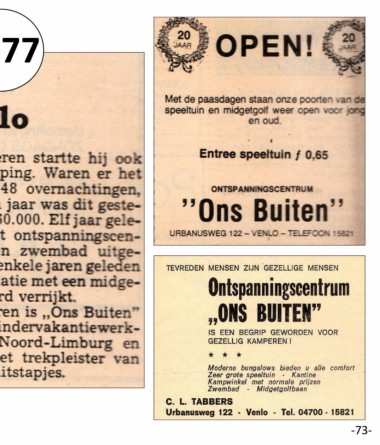 77
lo
eren startte hij ook
ping. Waren er het
48 overnachtingen,
n jaar was dit geste-
60.000. Elf jaar gele-
t ontspanningscen-
en zwembad uitge-
enkele jaren geleden
atie met een midge-
rd verrijkt.
ren is „Ons Buiten”
indervakantiewerk-
Noord-Limburg en
et trekpleister van
uitstapjes.
20
JAAR
OPEN!
20
JAAR
Met de paasdagen staan onze poorten van de
speeltuin en midgetgolf weer open voor jong
en oud.
Entree speeltuin ƒ 0,65
ONTSPANNINGSCENTRUM
”Ons Buiten”
URBANUSWEG 122 – VENLO – TELEFOON 15821
TEVREDEN MENSEN ZIJN GEZELLIGE MENSEN
Ontspanningscentrum
„ONS BUITEN”
IS EEN BEGRIP GEWORDEN VOOR
GEZELLIG KAMPEREN !
* * *
Moderne bungalows bieden u alle comfort
Zeer grote speeltuin - Kantine
Kampwinkel met normale prijzen
Zwembad - Midgetgolfbaan
C. L. TABBERS
Urbanusweg 122 - Venlo - Tel. 04700 - 15821
-73-